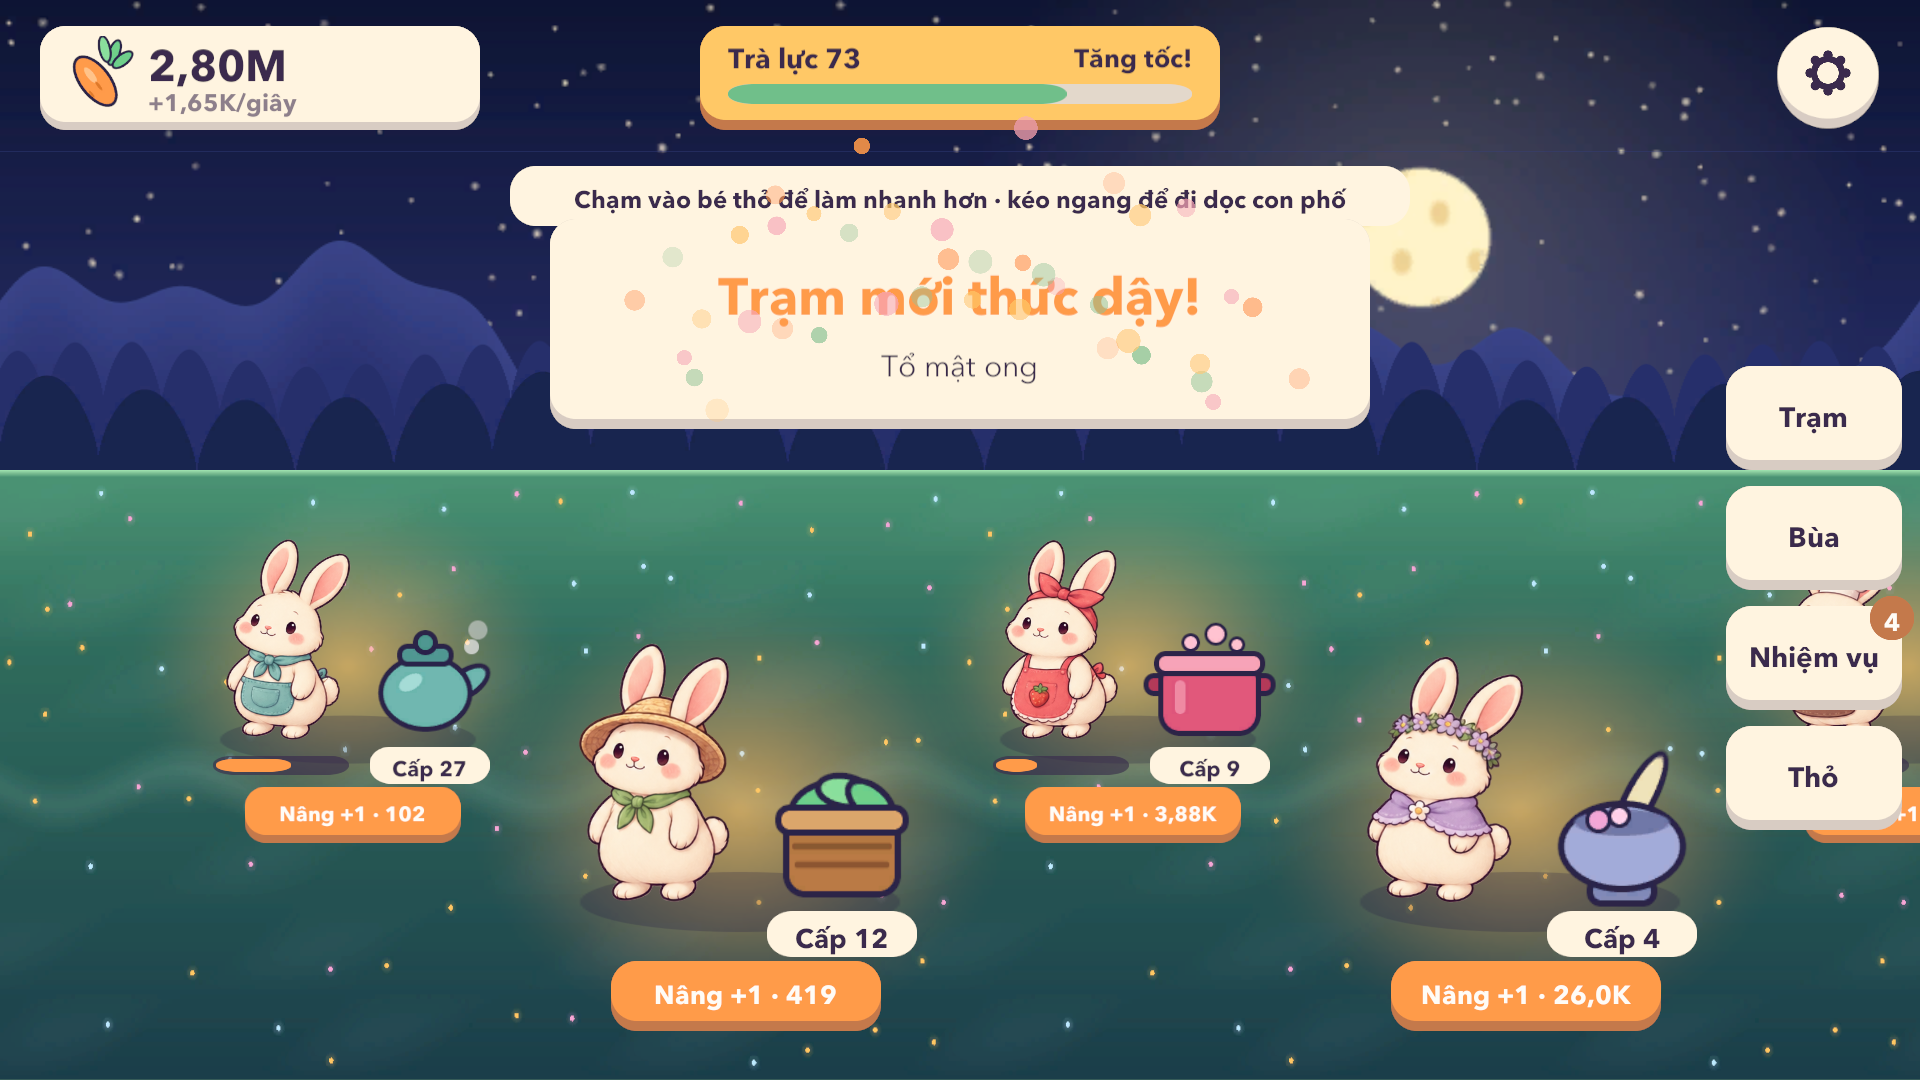 2,80M
+1,65K/giây
Trà lực 73
Tăng tốc!
Chạm vào bé thỏ để làm nhanh hơn · kéo ngang để đi dọc con phố
Trạm mới thức dậy!
Tổ mật ong
Trạm
Bùa
4
Nhiệm vụ
Thỏ
Cấp 27
Nâng +1 · 102
Cấp 9
Nâng +1 · 3,88K
+1
Cấp 12
Nâng +1 · 419
Cấp 4
Nâng +1 · 26,0K